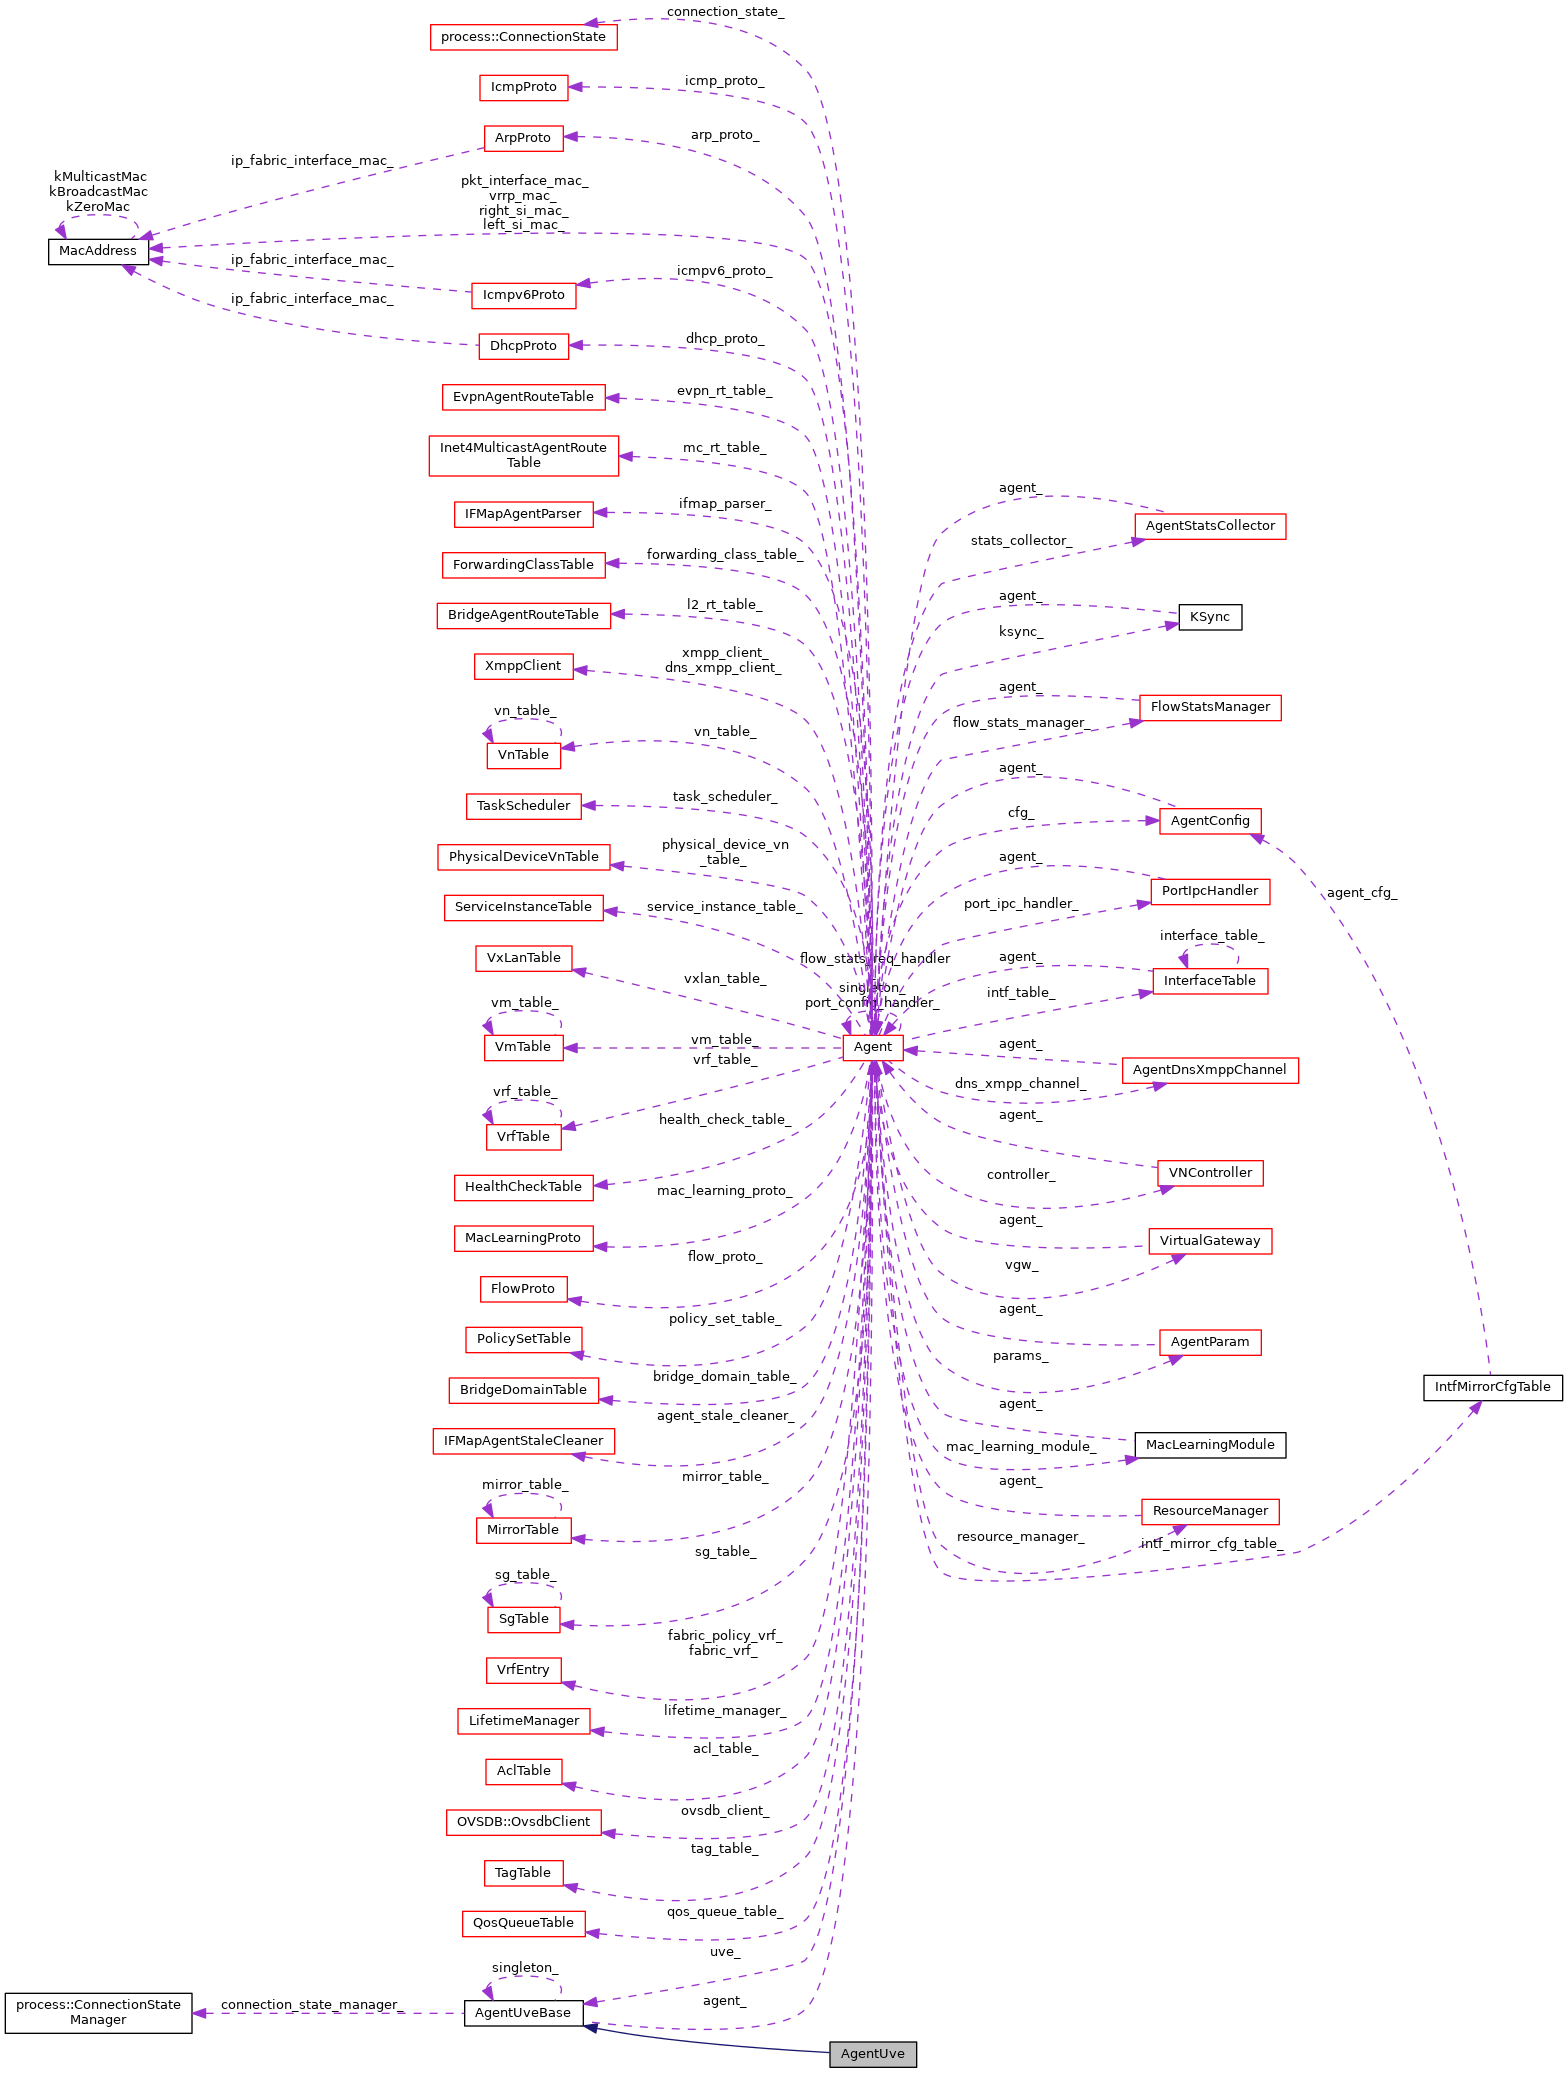 connection_state_
process::ConnectionState
icmp_proto_
IcmpProto
arp_proto_
ArpProto
ip_fabric_interface_mac_
kMulticastMac
kBroadcastMac
kZeroMac
pkt_interface_mac_
vrrp_mac_
right_si_mac_
left_si_mac_
MacAddress
ip_fabric_interface_mac_
icmpv6_proto_
Icmpv6Proto
ip_fabric_interface_mac_
dhcp_proto_
DhcpProto
evpn_rt_table_
EvpnAgentRouteTable
mc_rt_table_
Inet4MulticastAgentRoute
Table
ifmap_parser_
IFMapAgentParser
forwarding_class_table_
ForwardingClassTable
l2_rt_table_
BridgeAgentRouteTable
xmpp_client_
dns_xmpp_client_
XmppClient
vn_table_
vn_table_
VnTable
task_scheduler_
TaskScheduler
physical_device_vn
_table_
PhysicalDeviceVnTable
service_instance_table_
ServiceInstanceTable
VxLanTable
vxlan_table_
vm_table_
vm_table_
VmTable
vrf_table_
vrf_table_
VrfTable
health_check_table_
HealthCheckTable
mac_learning_proto_
MacLearningProto
flow_proto_
FlowProto
policy_set_table_
PolicySetTable
bridge_domain_table_
BridgeDomainTable
agent_stale_cleaner_
IFMapAgentStaleCleaner
mirror_table_
mirror_table_
MirrorTable
sg_table_
sg_table_
SgTable
fabric_policy_vrf_
fabric_vrf_
VrfEntry
lifetime_manager_
LifetimeManager
acl_table_
AclTable
ovsdb_client_
OVSDB::OvsdbClient
tag_table_
TagTable
qos_queue_table_
QosQueueTable
uve_
singleton_
agent_
AgentUveBase
connection_state_manager_
process::ConnectionState
Manager
AgentUve
flow_stats_req_handler
_
singleton_
port_config_handler_
Agent
agent_
AgentStatsCollector
stats_collector_
agent_
KSync
ksync_
agent_
FlowStatsManager
flow_stats_manager_
agent_
cfg_
AgentConfig
agent_
PortIpcHandler
port_ipc_handler_
agent_cfg_
interface_table_
agent_
InterfaceTable
intf_table_
agent_
AgentDnsXmppChannel
dns_xmpp_channel_
agent_
VNController
controller_
agent_
VirtualGateway
vgw_
agent_
AgentParam
params_
IntfMirrorCfgTable
agent_
MacLearningModule
mac_learning_module_
agent_
ResourceManager
resource_manager_
intf_mirror_cfg_table_